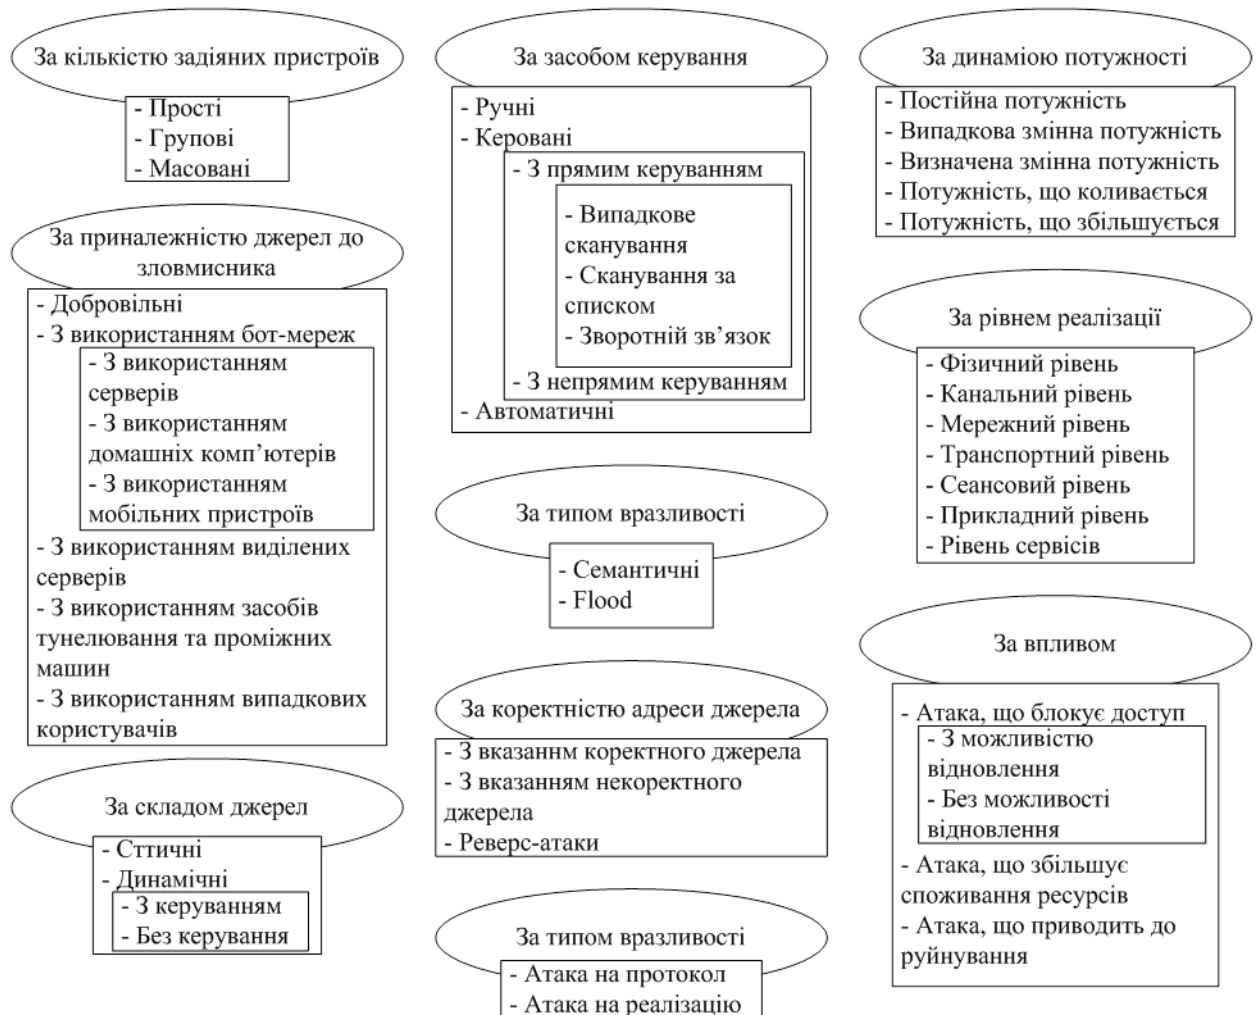 За кількістю задіяних пристроїв
- Прості
- Групові
- Масовані
За приналежністю джерел до
зловмисника
- Добровільні
- З використанням бот-мереж
- З використанням
серверів
- З використанням
домашніх комп’ютерів
- З використанням
мобільних пристроїв
- З використанням виділених
серверів
- З використанням засобів
тунелювання та проміжних
машин
- З використанням випадкових
користувачів
За складом джерел
- Сттичні
- Динамічні
- З керуванням
- Без керування
За засобом керування
- Ручні
- Керовані
- З прямим керуванням
- Випадкове
сканування
- Сканування за
списком
- Зворотній зв’язок
- З непрямим керуванням
- Автоматичні
За типом вразливості
- Семантичні
- Flood
За коректністю адреси джерела
- З вказаннм коректного джерела
- З вказанням некоректного
джерела
- Реверс-атаки
За типом вразливості
- Атака на протокол
- Атака на реалізацію
За динаміою потужності
- Постійна потужність
- Випадкова змінна потужність
- Визначена змінна потужність
- Потужність, що коливається
- Потужність, що збільшується
За рівнем реалізації
- Фізичний рівень
- Канальний рівень
- Мережний рівень
- Транспортний рівень
- Сеансовий рівень
- Прикладний рівень
- Рівень сервісів
За впливом
- Атака, що блокує доступ
- З можливістю
відновлення
- Без можливості
відновлення
- Атака, що збільшує
споживання ресурсів
- Атака, що приводить до
руйнування